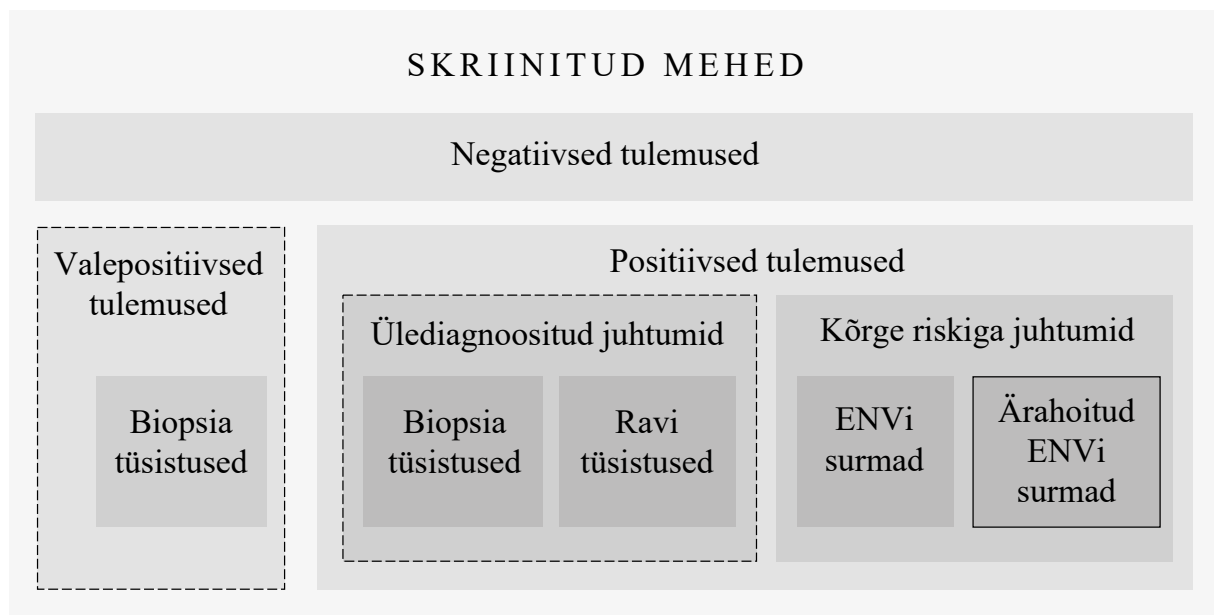 SKRIINITUD MEHED
Negatiivsed tulemused
Valepositiivsed
tulemused
Biopsia
tüsistused
Positiivsed tulemused
Ülediagnoositud juhtumid
Biopsia
tüsistused
Ravi
tüsistused
Kõrge riskiga juhtumid
ENVi
surmad
Ärahoitud
ENVi
surmad